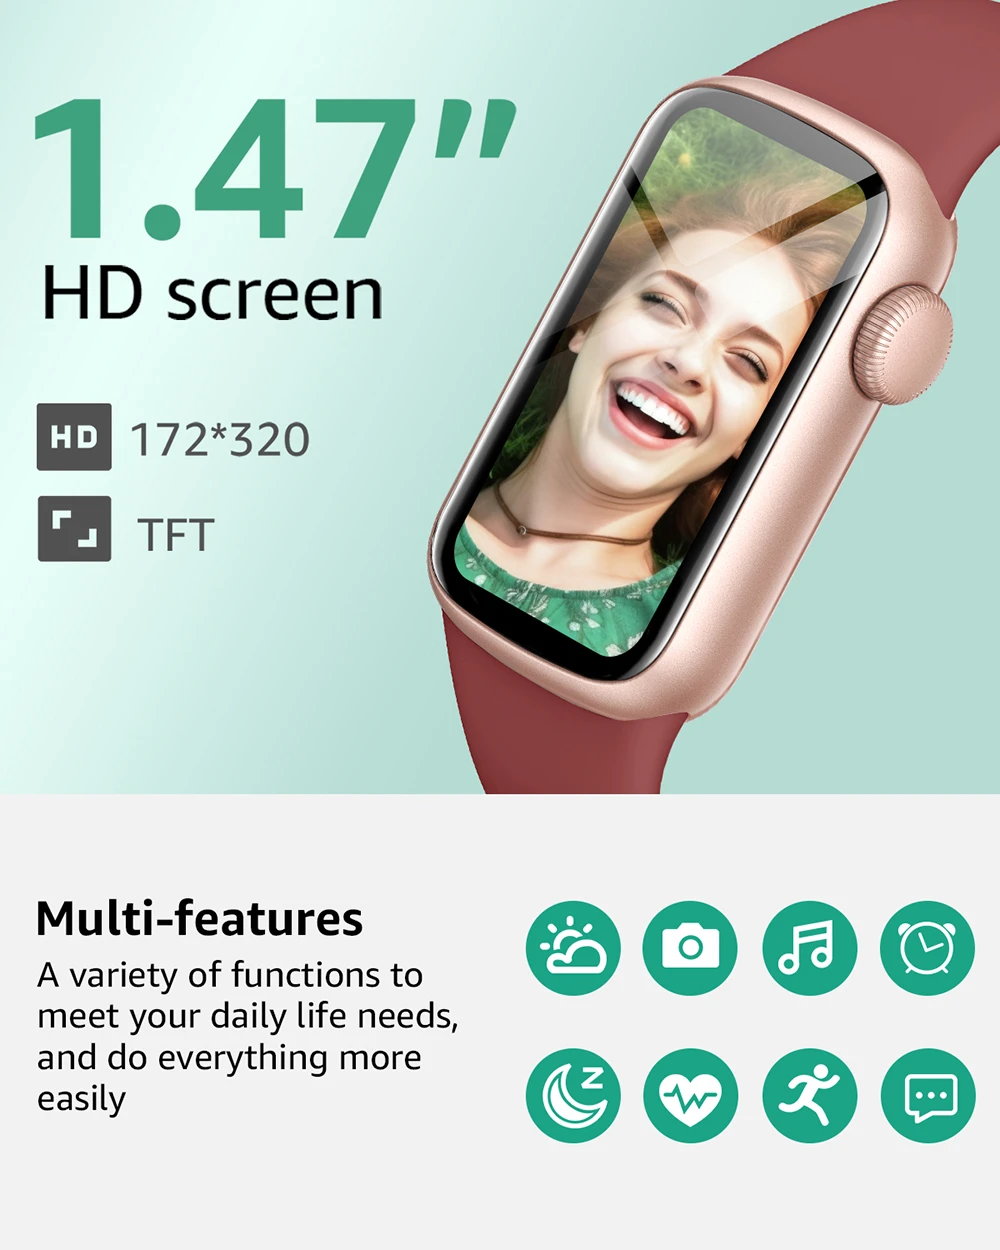 1.47"
HD screen
HD 172*320
TFT
Multi-features
A variety of functions to
meet your daily life needs,
and do everything more
easily
Z